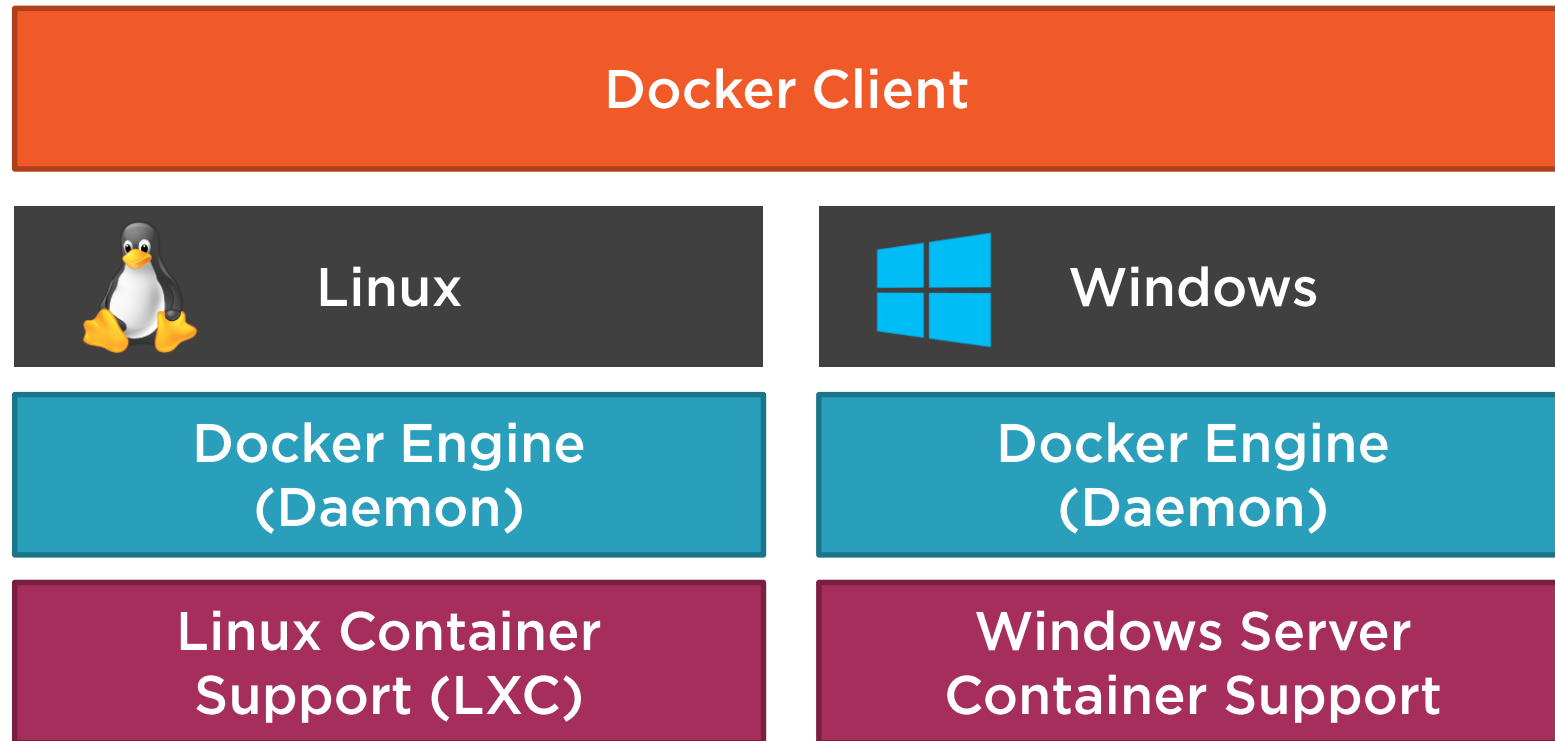 Docker Client
Linux
Windows
Docker Engine
(Daemon)
Docker Engine
(Daemon)
Linux Container
Support (LXC)
Windows Server
Container Support